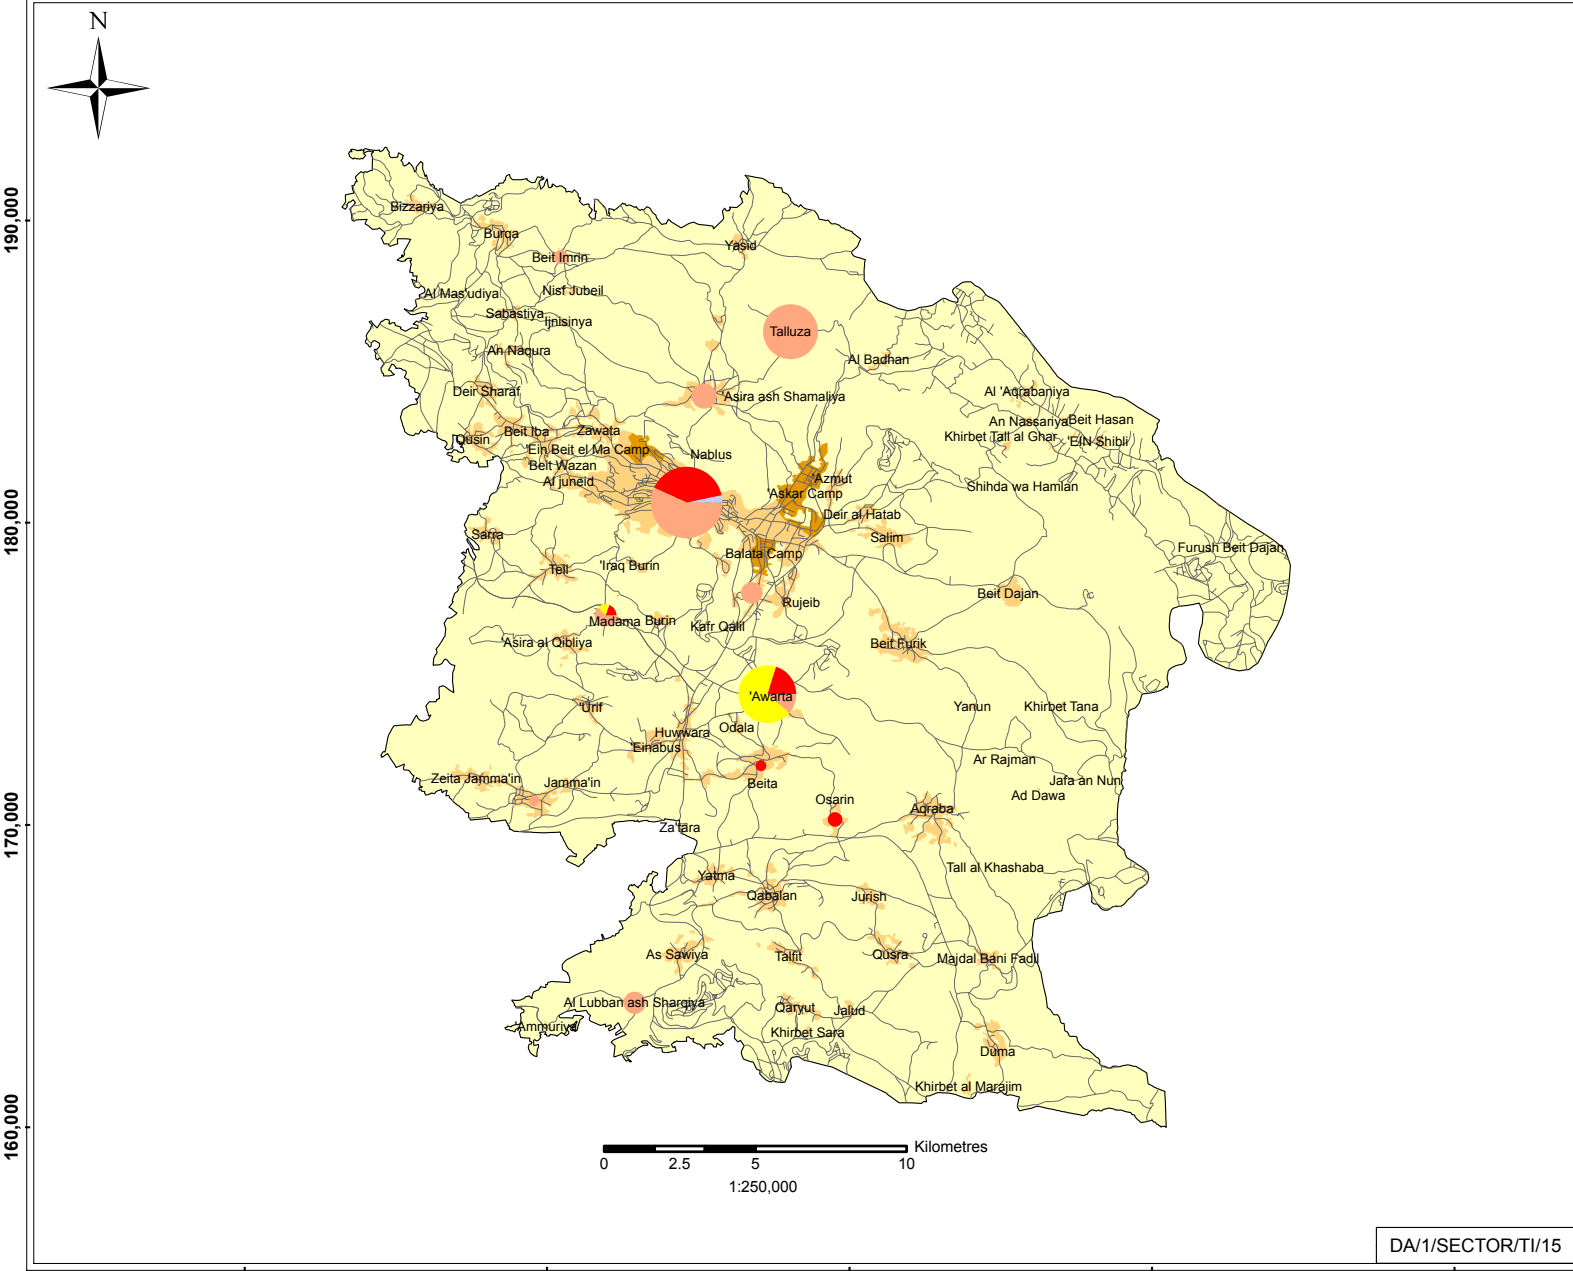 N
190,000
180,000
170,000
160,000
Bizzariya
Burqa
Yasid
Beit Imrin
Al Mas'udiya
Nisf Jubeil
Sabastiya
Ijnisinya
Talluza
An Naqura
Al Badhan
Deir Sharaf
'Asira ash Shamaliya
Al 'Aqrabaniya
An Nassariya
Beit Hasan
Qusin
Beit Iba
Zawata
Khirbet Tall al Ghar
'EIN Shibli
'Ein Beit el Ma Camp
Nablus
Beit Wazan
Al juneid
'Azmut
'Askar Camp
Shihda wa Hamlan
Deir al Hatab
Sarra
Salim
Furush Beit Dajan
Balata Camp
Tell
'Iraq Burin
Beit Dajan
Rujeib
Madama
Burin
Kafr Qalil
'Asira al Qibliya
Beit Furik
'Awarta
'Urif
Yanun
Khirbet Tana
Odala
Huwwara
'Einabus
Ar Rajman
Zeita Jamma'in
Jamma'in
Beita
Jafa an Nun
Ad Dawa
Osarin
Aqraba
Za'tara
Tall al Khashaba
Yatma
Qabalan
Jurish
As Sawiya
Talfit
Qusra
Majdal Bani Fadil
Al Lubban ash Sharqiya
Qaryut
Jalud
'Ammuriya
Khirbet Sara
Duma
Khirbet al Marajim
Kilometres
0 2.5 5 10
1:250,000
DA/1/SECTOR/TI/15